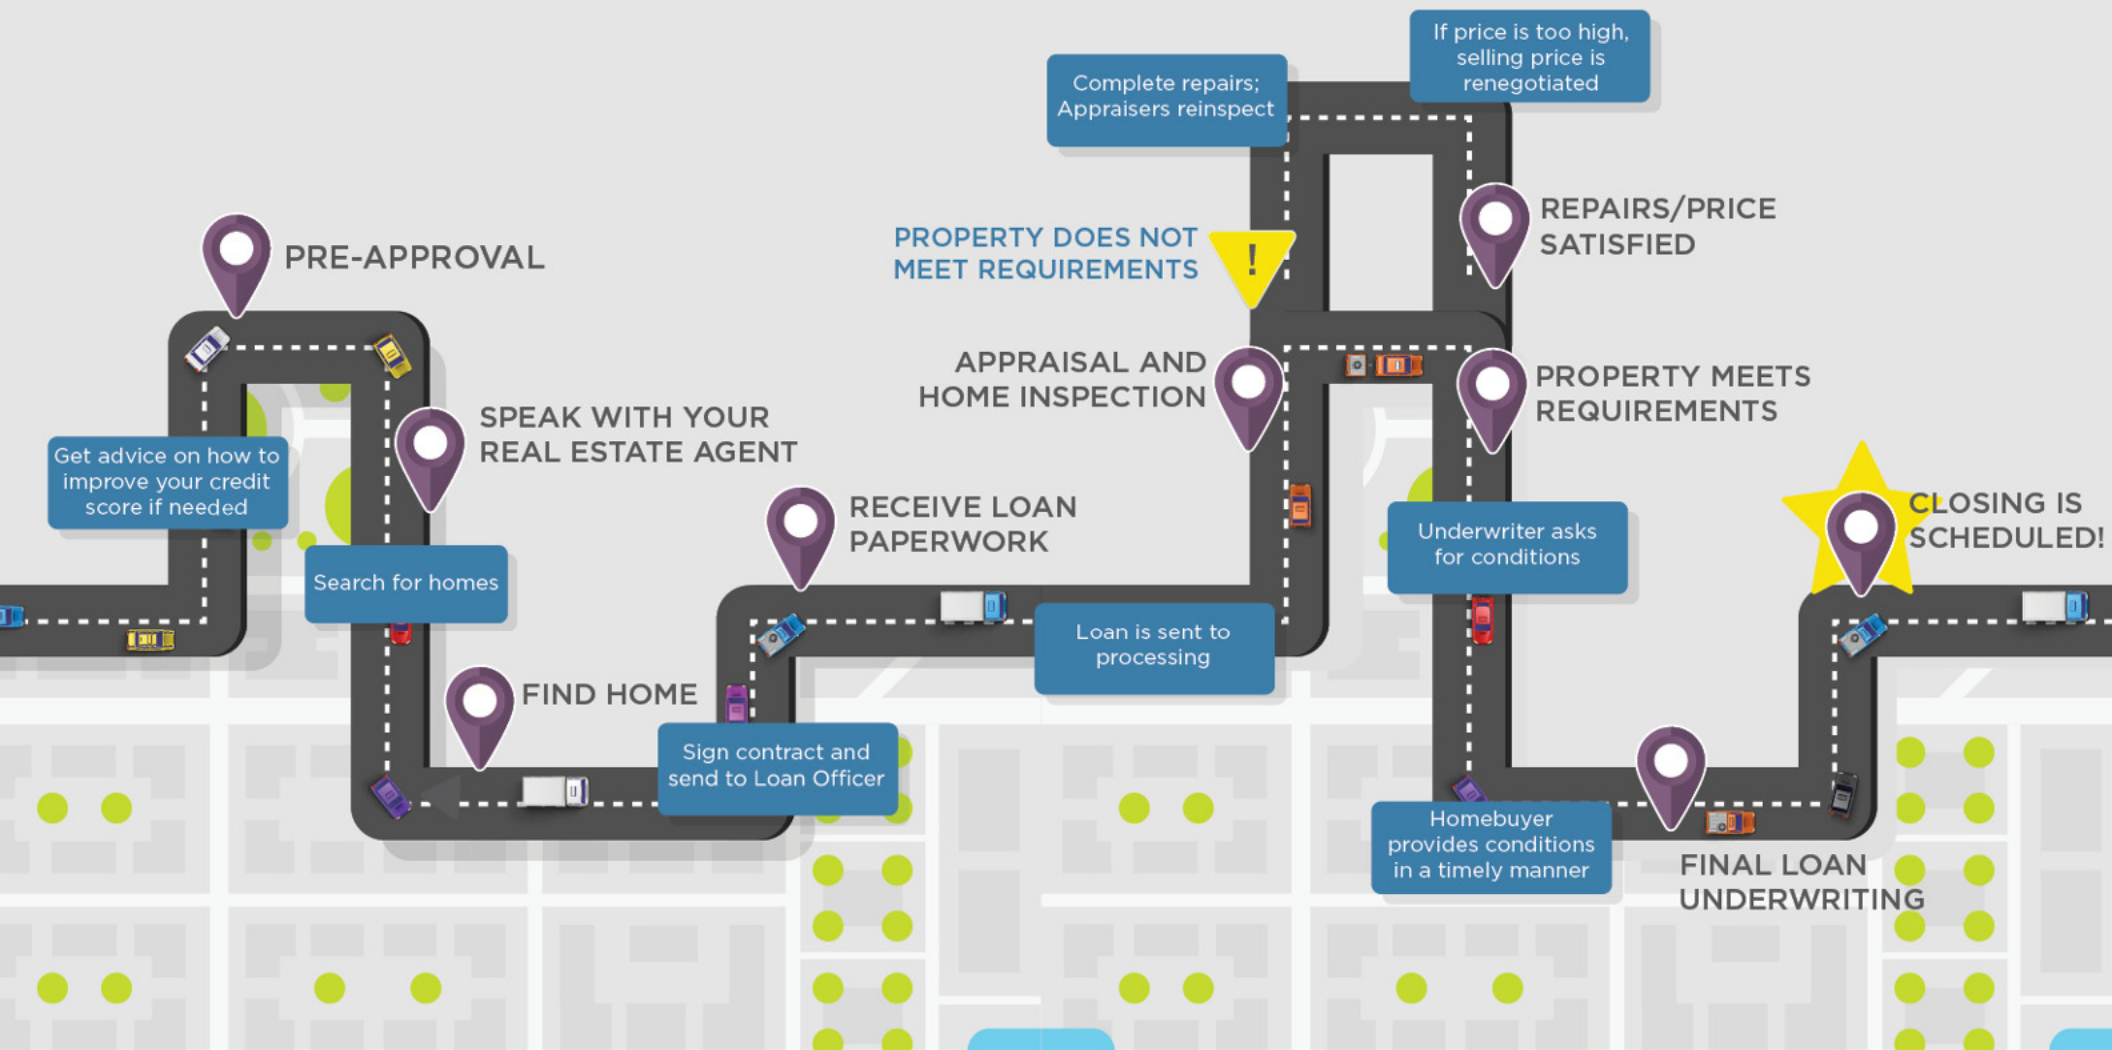 PRE-APPROVAL
Get advice on how to
improve your credit
score if needed
SPEAK WITH YOUR
REAL ESTATE AGENT
Search for homes
FIND HOME
Sign contract and
send to Loan Officer
RECEIVE LOAN
PAPERWORK
Loan is sent to
processing
APPRAISAL AND
HOME INSPECTION
PROPERTY DOES NOT
MEET REQUIREMENTS
!
Complete repairs;
Appraisers reinspect
If price is too high,
selling price is
renegotiated
REPAIRS/PRICE
SATISFIED
PROPERTY MEETS
REQUIREMENTS
Underwriter asks
for conditions
Homebuyer
provides conditions
in a timely manner
FINAL LOAN
UNDERWRITING
CLOSING IS
SCHEDULED!